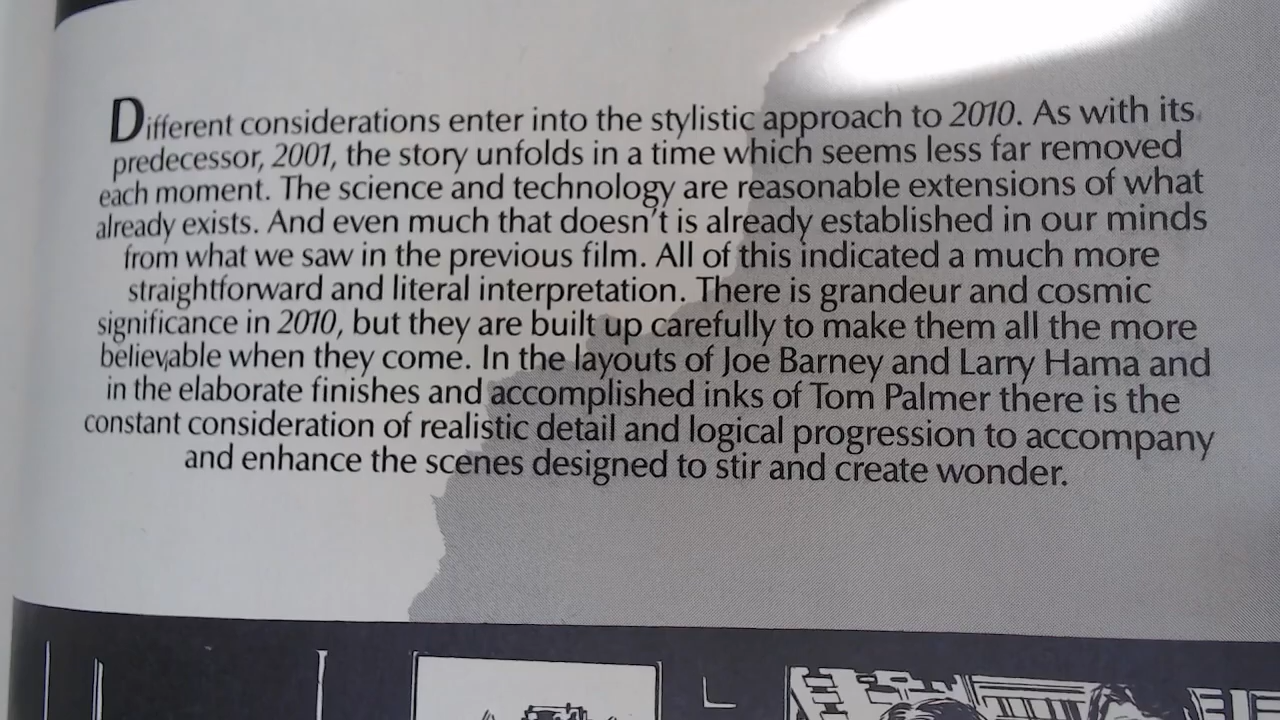 Different considerations enter into the stylistic approach to 2010. As with its
predecessor, 2001, the story unfolds in a time which seems less far removed
each moment. The science and technology are reasonable extensions of what
already exists. And even much that doesn't is already established in our minds
from what we saw in the previous film. All of this indicated a much more
straightforward and literal interpretation. There is grandeur and cosmic
significance in 2010, but they are built up carefully to make them all the more
believable when they come. In the layouts of Joe Barney and Larry Hama and
in the elaborate finishes and accomplished inks of Tom Palmer there is the
constant consideration of realistic detail and logical progression to accompany
and enhance the scenes designed to stir and create wonder.